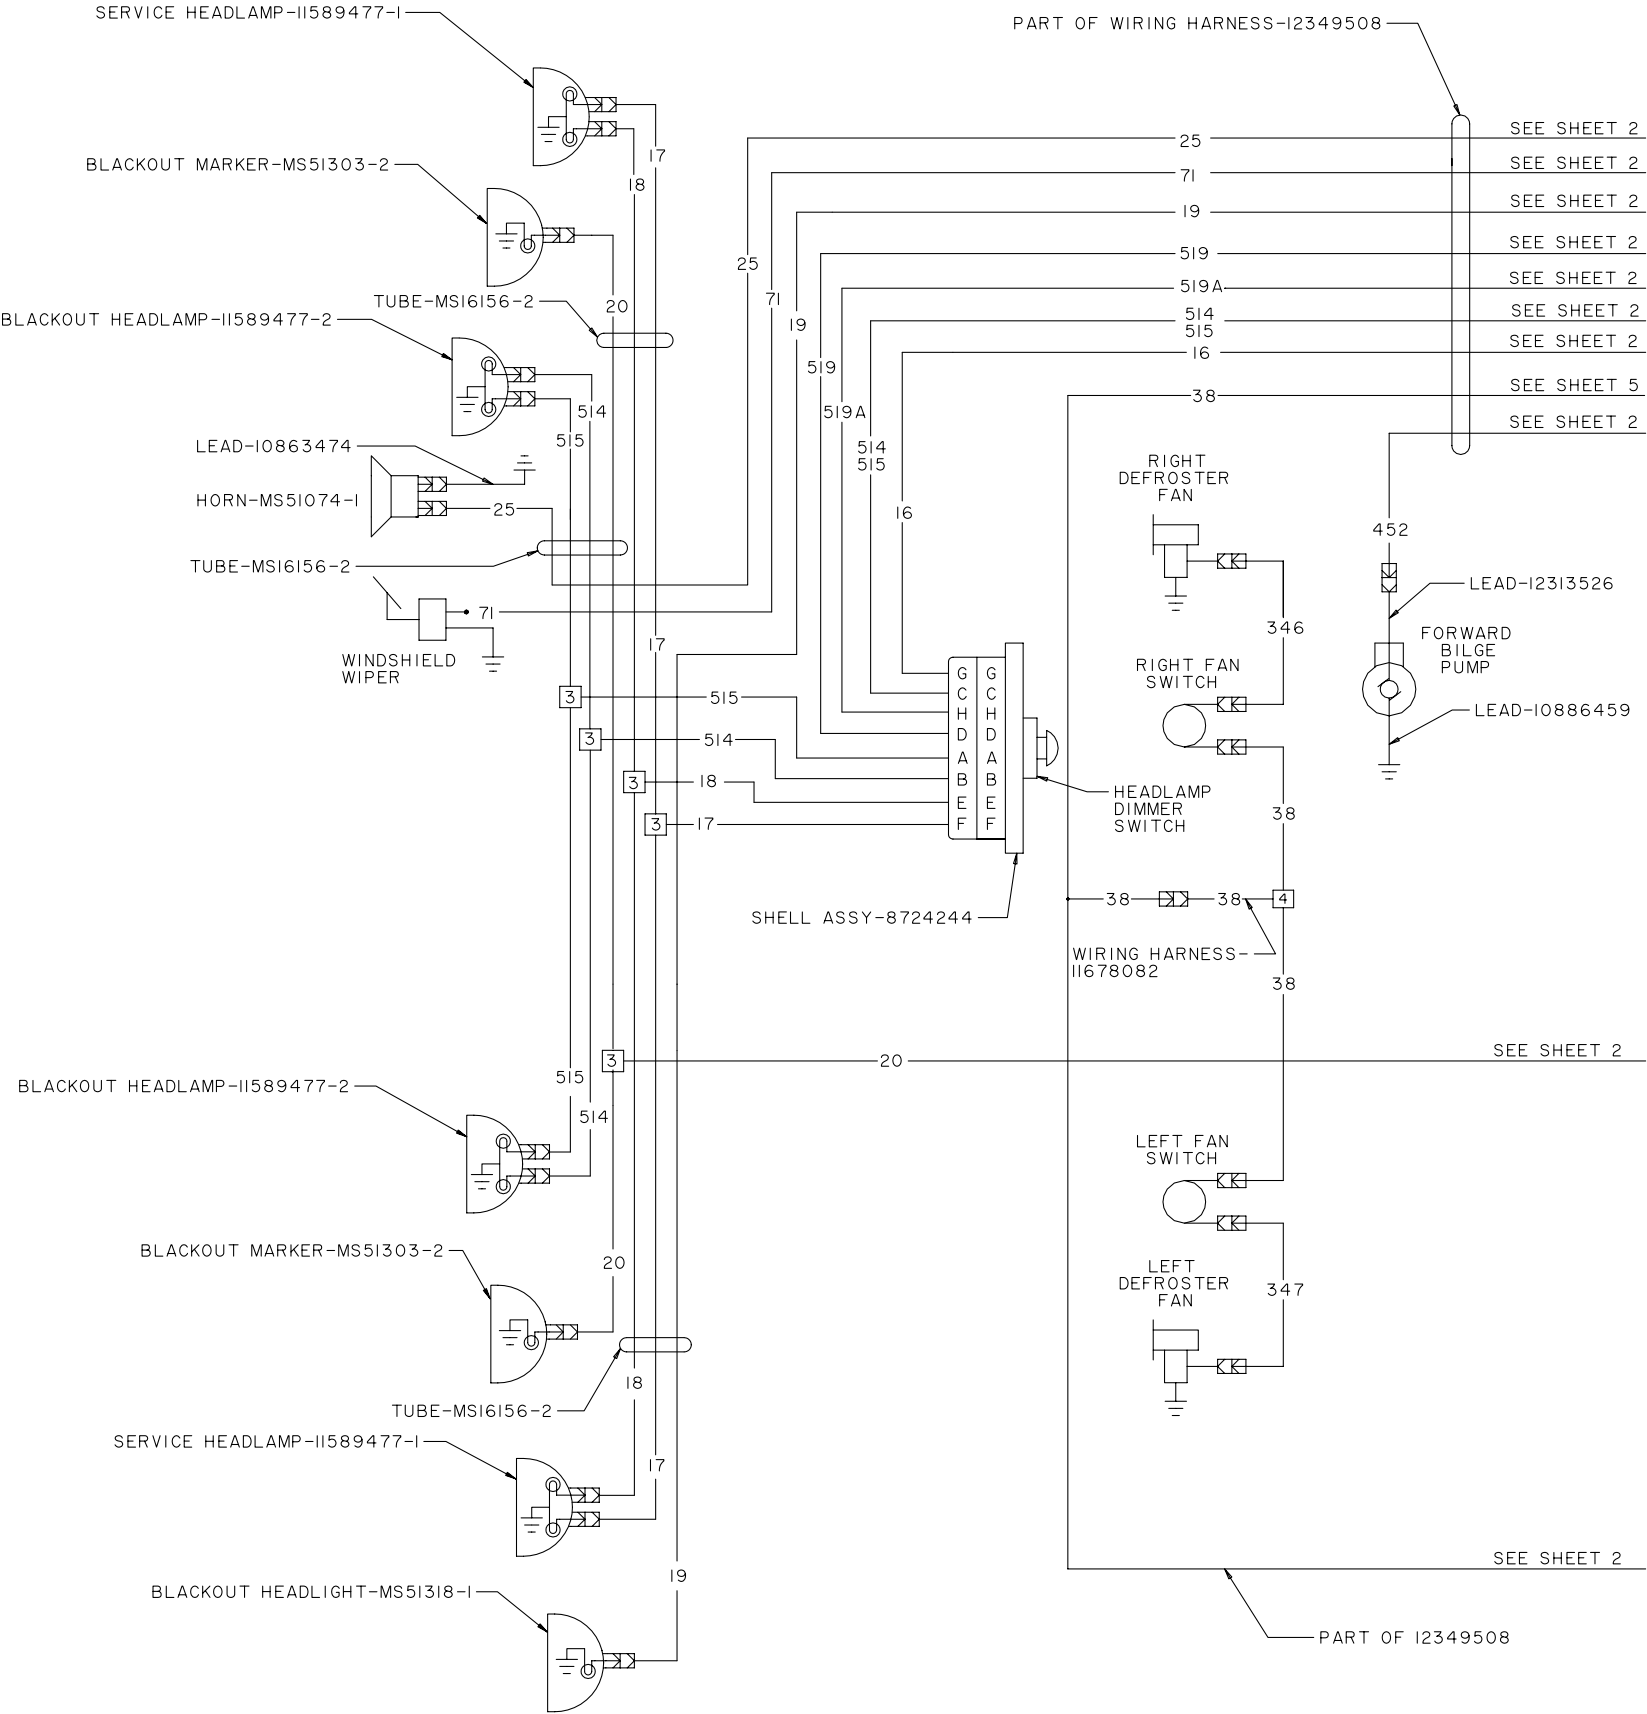 SERVICE HEADLAMP-11589477-1
PART OF WIRING HARNESS-12349508
SEE SHEET 2
25
17
BLACKOUT MARKER-MS51303-2
SEE SHEET 2
71
18
SEE SHEET 2
19
SEE SHEET 2
519
25
SEE SHEET 2
519A
TUBE-MS16156-2
20
71
SEE SHEET 2
514
515
BLACKOUT HEADLAMP-11589477-2
19
SEE SHEET 2
16
519
SEE SHEET 5
38
514
519A
SEE SHEET 2
515
LEAD-10863474
514
515
RIGHT
DEFROSTER
FAN
HORN-MS51074-1
25
16
452
TUBE-MS16156-2
LEAD-12313526
71
346
FORWARD
BILGE
PUMP
17
WINDSHIELD
WIPER
RIGHT FAN
SWITCH
G G
C C
H H
D D
A A
B B
E E
F F
3
515
LEAD-10886459
3
514
3
18
HEADLAMP
DIMMER
SWITCH
38
3
17
38
38
4
SHELL ASSY-8724244
WIRING HARNESS-
11678082
38
3
20
SEE SHEET 2
515
BLACKOUT HEADLAMP-11589477-2
514
LEFT FAN
SWITCH
BLACKOUT MARKER-MS51303-2
20
LEFT
DEFROSTER
FAN
347
18
TUBE-MS16156-2
SERVICE HEADLAMP-11589477-1
17
SEE SHEET 2
19
BLACKOUT HEADLIGHT-MS51318-1
PART OF 12349508